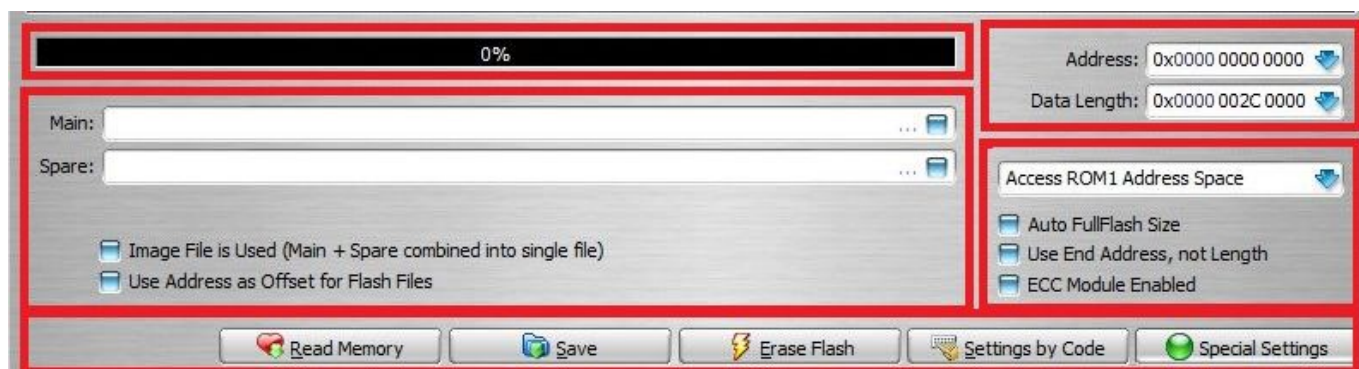 0%
Address: 0x0000 0000 0000
Data Length: 0x0000 002C 0000
Main: ...
Spare: ...
Access ROM1 Address Space
Auto FullFlash Size
Image File is Used (Main + Spare combined into single file)
Use End Address, not Length
Use Address as Offset for Flash Files
ECC Module Enabled
Read Memory Save Erase Flash Settings by Code Special Settings